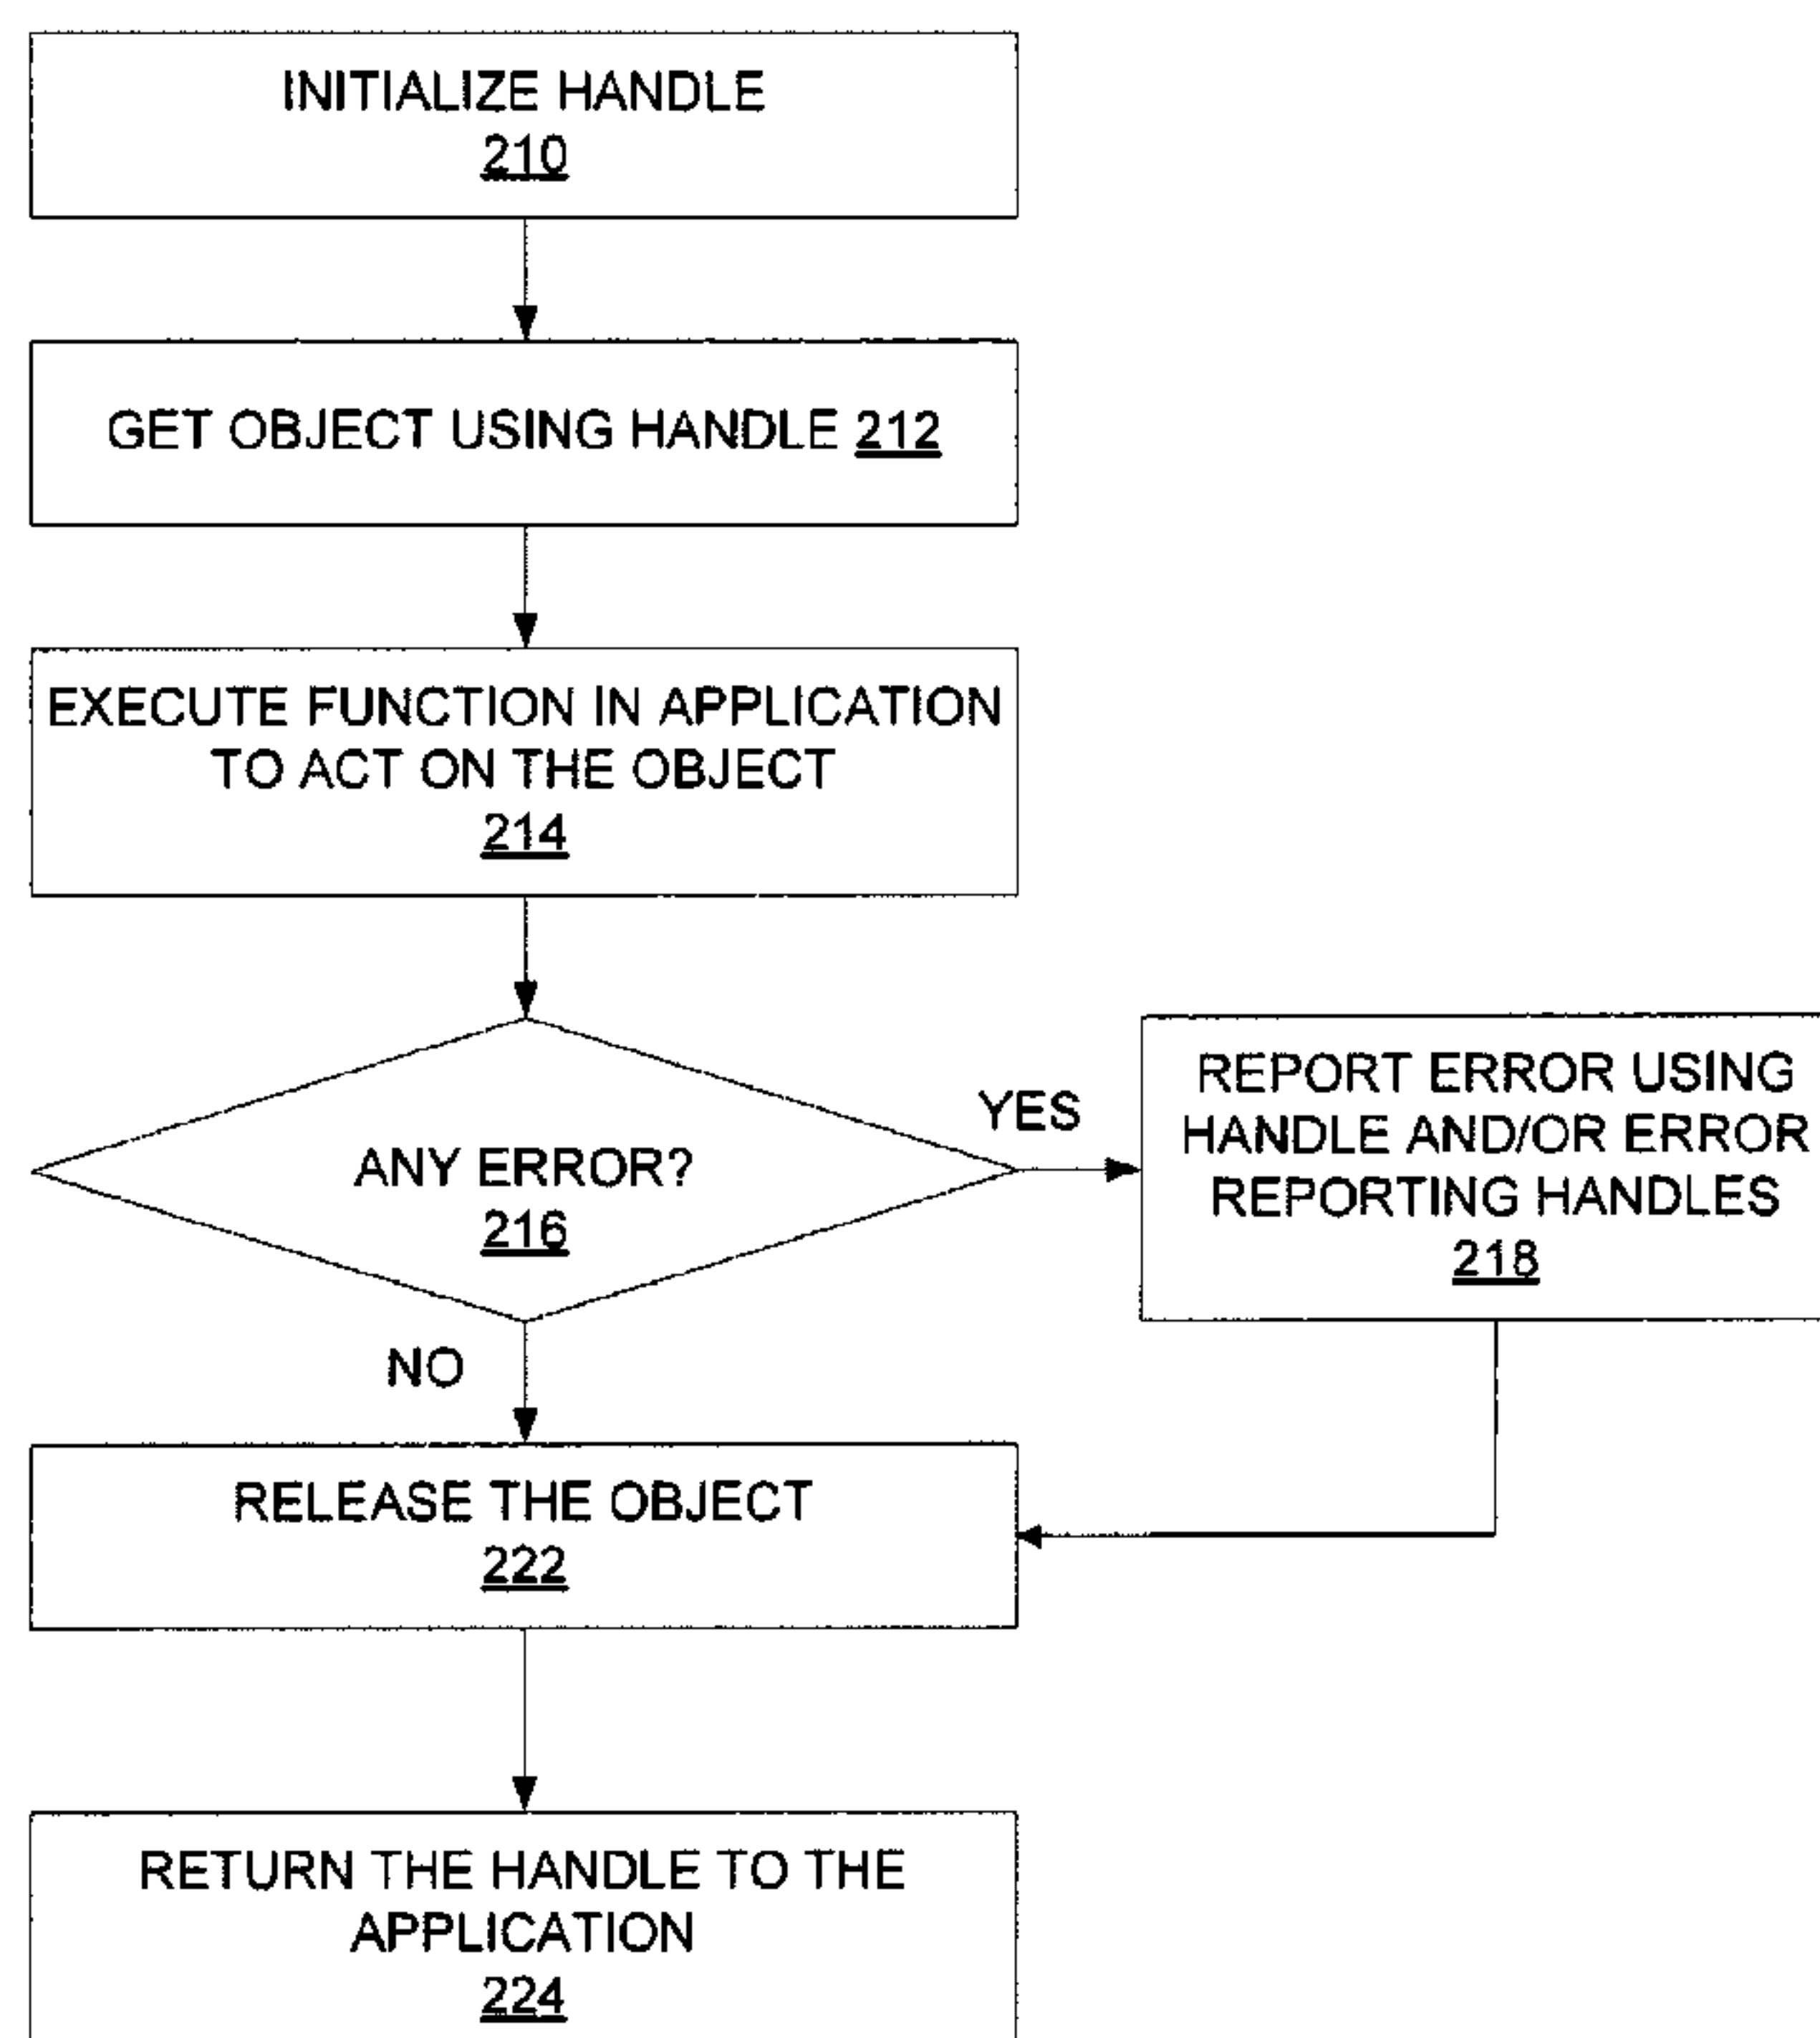 INITIALIZE HANDLE
210
GET OBJECT USING HANDLE 212
EXECUTE FUNCTION IN APPLICATION
TO ACT ON THE OBJECT
214
ANY ERROR?
216
YES
REPORT ERROR USING
HANDLE AND/OR ERROR
REPORTING HANDLES
218
NO
RELEASE THE OBJECT
222
RETURN THE HANDLE TO THE
APPLICATION
224